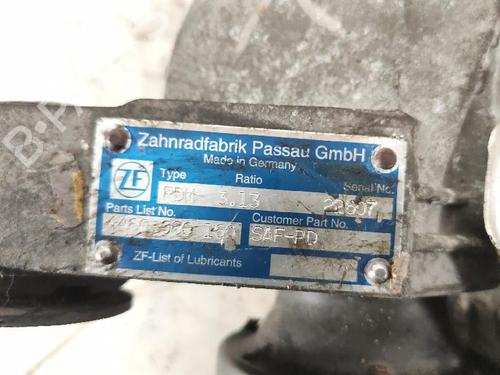 Zahnradfabrik Passau GmbH
Made in Germany
ZF
Type Ratio Serial No.
3.13
Parts List No. Customer Part No.
SAF-PD
ZF-List of Lubricants